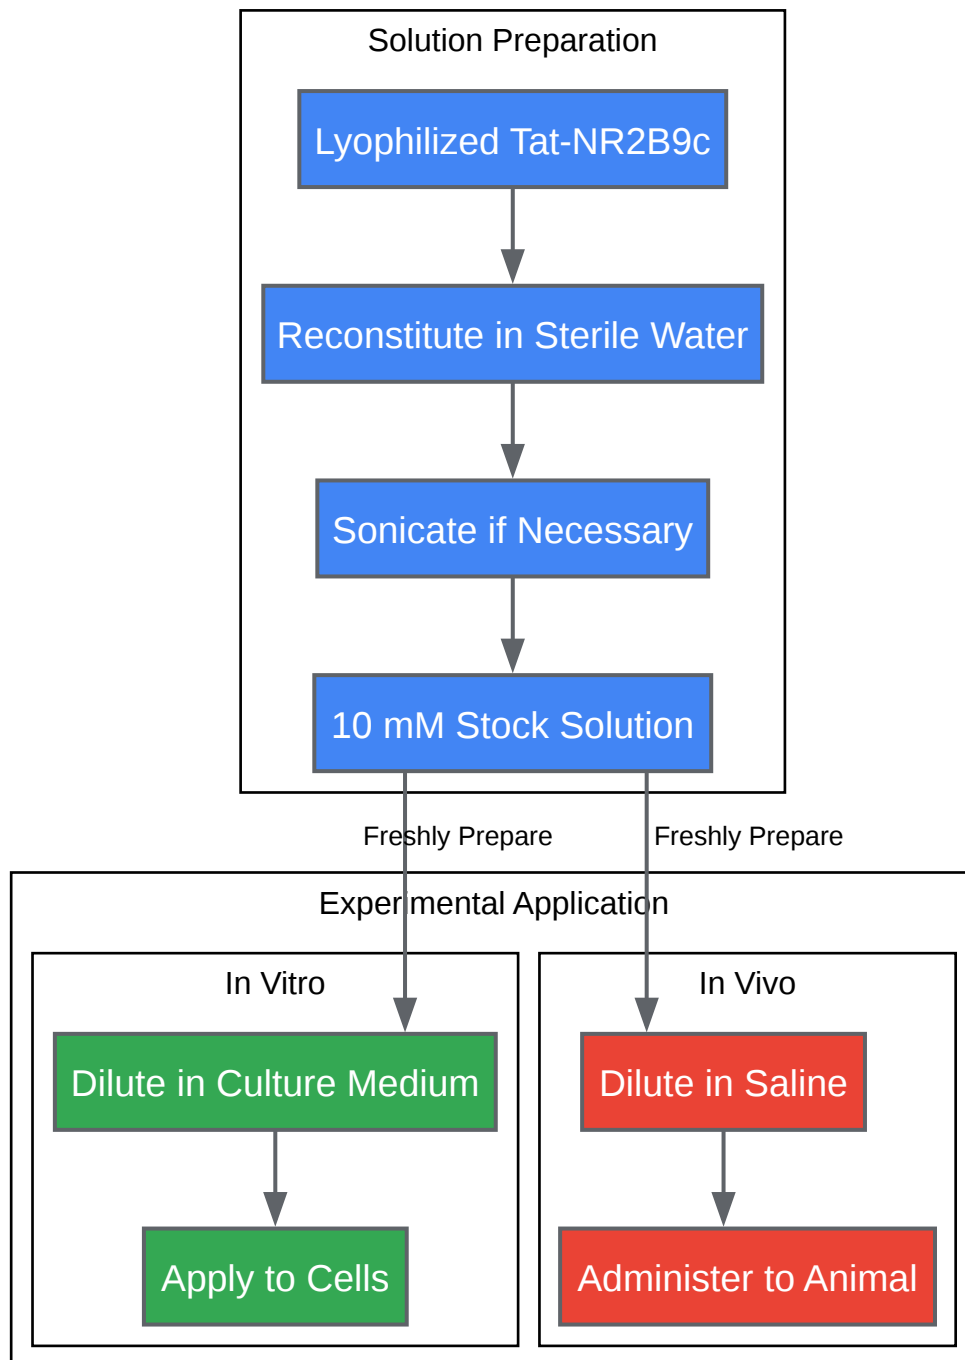 Solution Preparation
Lyophilized Tat-NR2B9c
Reconstitute in Sterile Water
Sonicate if Necessary
10 mM Stock Solution
Freshly Prepare
Freshly Prepare
Experimental Application
In Vitro
In Vivo
Dilute in Culture Medium
Dilute in Saline
Apply to Cells
Administer to Animal